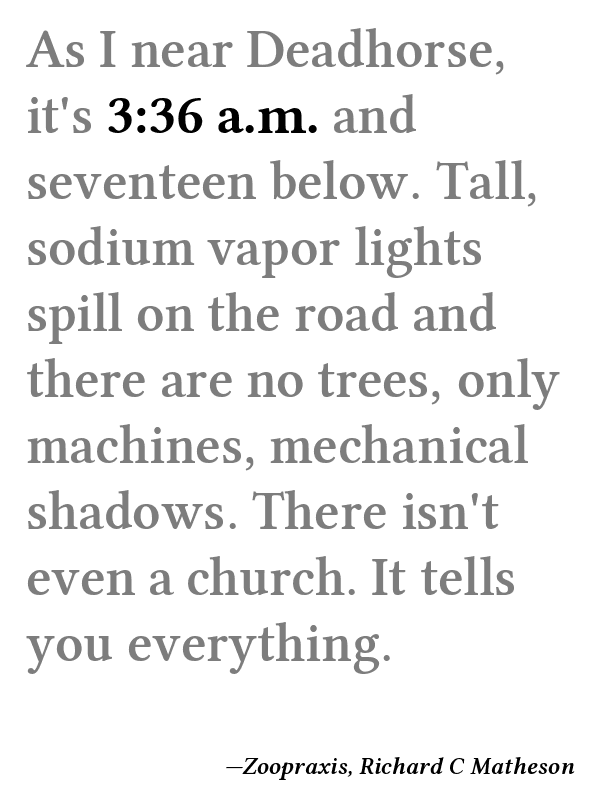 As I near Deadhorse,
it's 3:36 a.m. and
seventeen below. Tall,
sodium vapor lights
spill on the road and
there are no trees, only
machines, mechanical
shadows. There isn't
even a church. It tells
you everything.
—Zoopraxis, Richard C Matheson